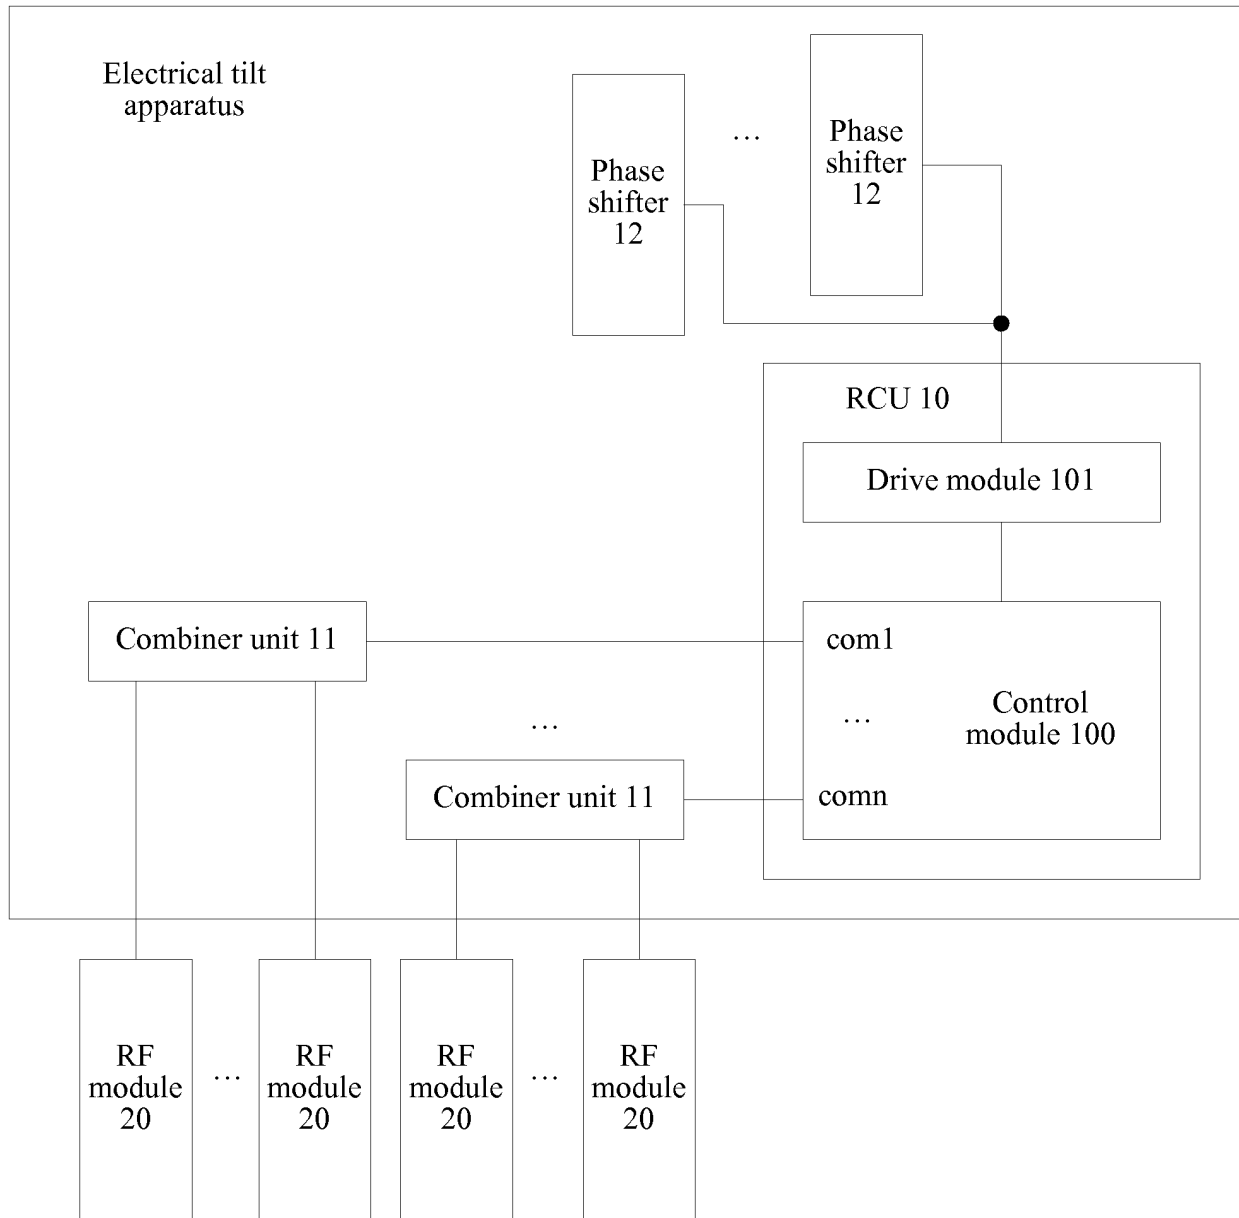 Electrical tilt
apparatus
Phase
shifter
12
…
Phase
shifter
12
RCU 10
Drive module 101
Combiner unit 11
com1
…
Control
module 100
…
Combiner unit 11
comn
RF
module
20
…
RF
module
20
RF
module
20
…
RF
module
20